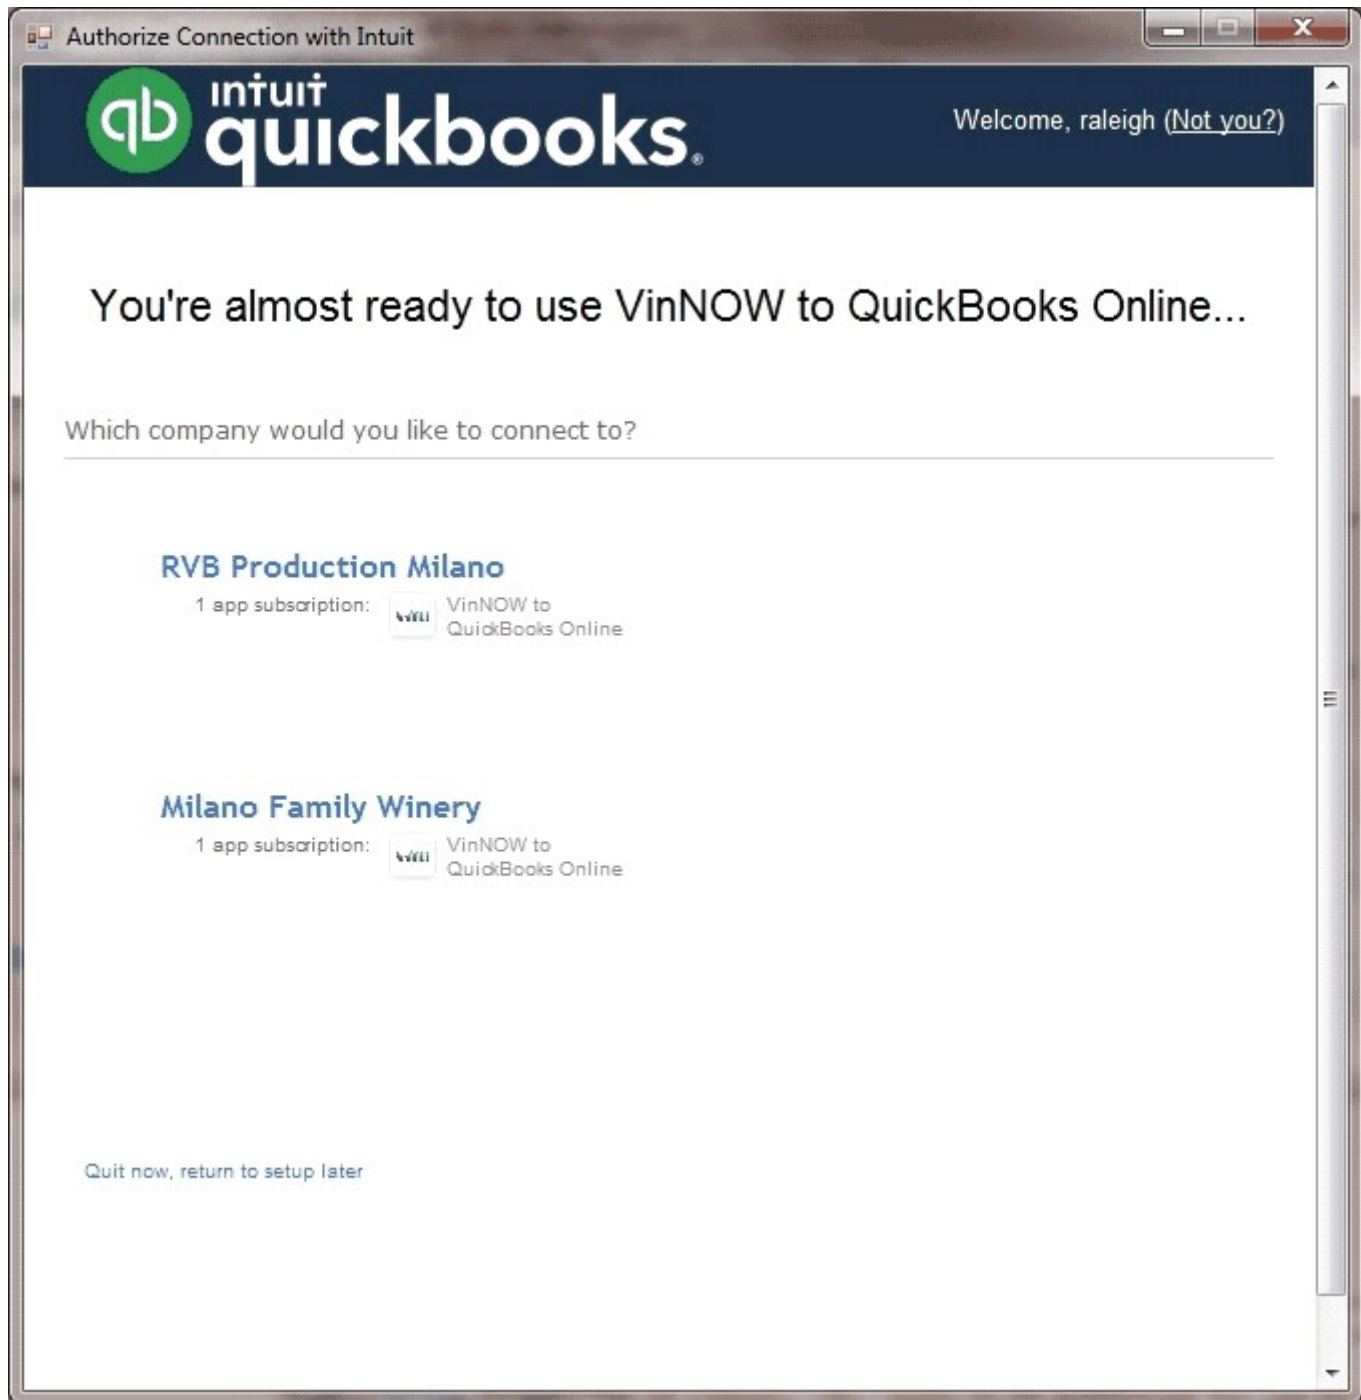 Authorize Connection with Intuit
intuit
quickbooks.
Welcome, raleigh (Not you?)
You're almost ready to use VinNOW to QuickBooks Online...
Which company would you like to connect to?
RVB Production Milano
1 app subscription:
VinNOW to
QuickBooks Online
Milano Family Winery
1 app subscription:
VinNOW to
QuickBooks Online
Quit now, return to setup later